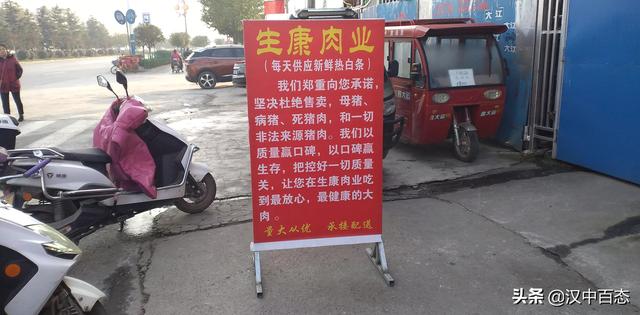 生康肉业
（每天供应新鲜热白条）
我们郑重向您承诺，
坚决杜绝售卖，母猪、
病猪、死猪肉，和一切
非法来源猪肉。我们以
质量赢口碑，以口碑赢
生存，把控好一切质量
关，让您在生康肉业吃
到最放心，最健康的大
肉。
量大从优 承接配送
大江
头条 @汉中百态